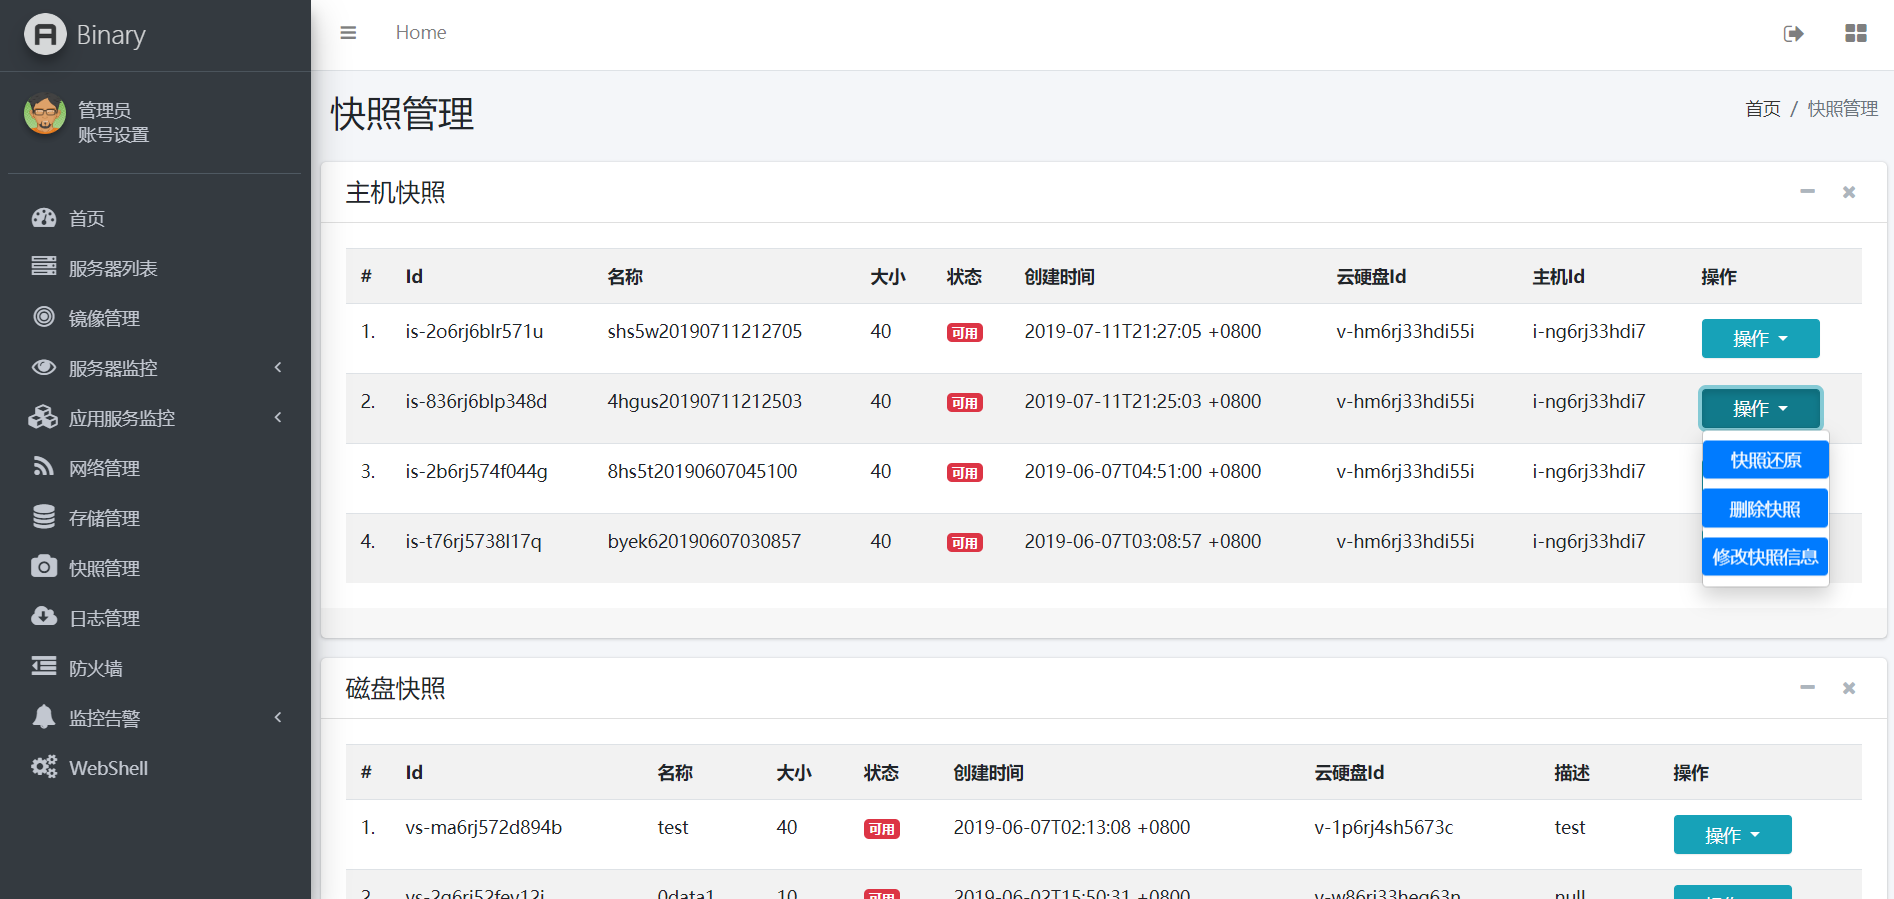 Binary
Home
管理员
账号设置
首页
服务器列表
镜像管理
服务器监控
应用服务监控
网络管理
存储管理
快照管理
日志管理
防火墙
监控告警
WebShell
快照管理
首页 / 快照管理
主机快照
# Id 名称 大小 状态 创建时间 云硬盘Id 主机Id 操作
1. is-2o6rj6blr571u shs5w20190711212705 40 可用 2019-07-11T21:27:05 +0800 v-hm6rj33hdi55i i-ng6rj33hdi7 操作
2. is-836rj6blp348d 4hgus20190711212503 40 可用 2019-07-11T21:25:03 +0800 v-hm6rj33hdi55i i-ng6rj33hdi7 操作
3. is-2b6rj574f044g 8hs5t20190607045100 40 可用 2019-06-07T04:51:00 +0800 v-hm6rj33hdi55i i-ng6rj33hdi7
4. is-t76rj5738l17q byek620190607030857 40 可用 2019-06-07T03:08:57 +0800 v-hm6rj33hdi55i i-ng6rj33hdi7
快照还原
删除快照
修改快照信息
磁盘快照
# Id 名称 大小 状态 创建时间 云硬盘Id 描述 操作
1. vs-ma6rj572d894b test 40 可用 2019-06-07T02:13:08 +0800 v-1p6rj4sh5673c test 操作
2. 0data1 10 可用 2019-06-02T15:50:31 +0800 null